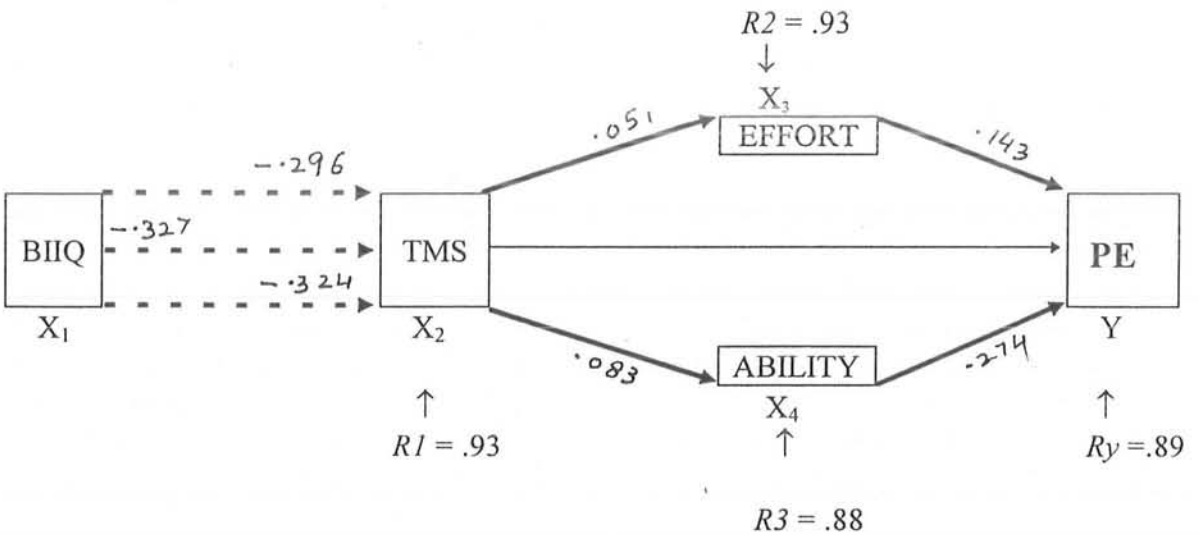 R2 = .93
↓
X₃
EFFORT
.051
.143
-.296
-.327
-.324
BIIQ
X₁
TMS
X₂
PE
Y
.083
ABILITY
.274
X₄
↑
↑
↑
R1 = .93
Ry = .89
R3 = .88